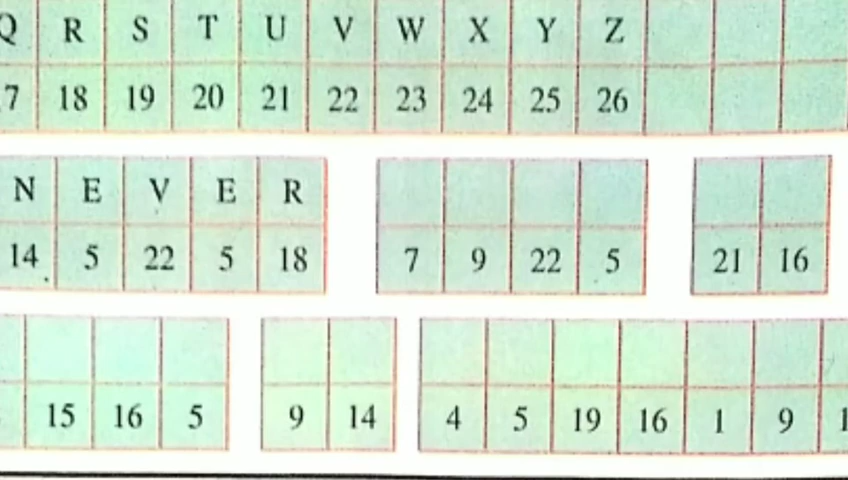 Q R S T U V W X Y Z
7 18 19 20 21 22 23 24 25 26
N E V E R
14 5 22 5 18 7 9 22 5 21 16
15 16 5 9 14 4 5 19 16 1 9 1